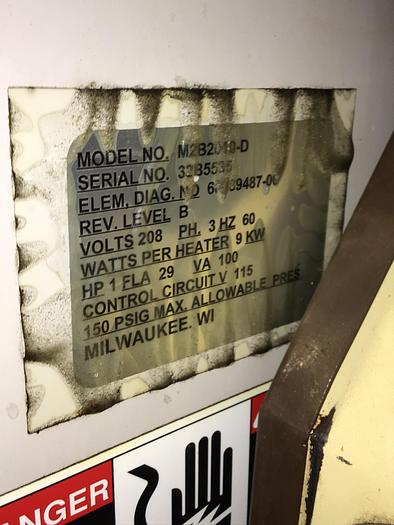 MODEL NO. M2B2010-D
SERIAL NO. 33B5535
ELEM. DIAG. NO
REV. LEVEL B
VOLTS 208 PH. 3 HZ 60
WATTS PER HEATER 9 KW
HP 1 FLA 29 VA 100
CONTROL CIRCUIT V 115
150 PSIG MAX. ALLOWABLE PRES
MILWAUKEE. WI
ANGER